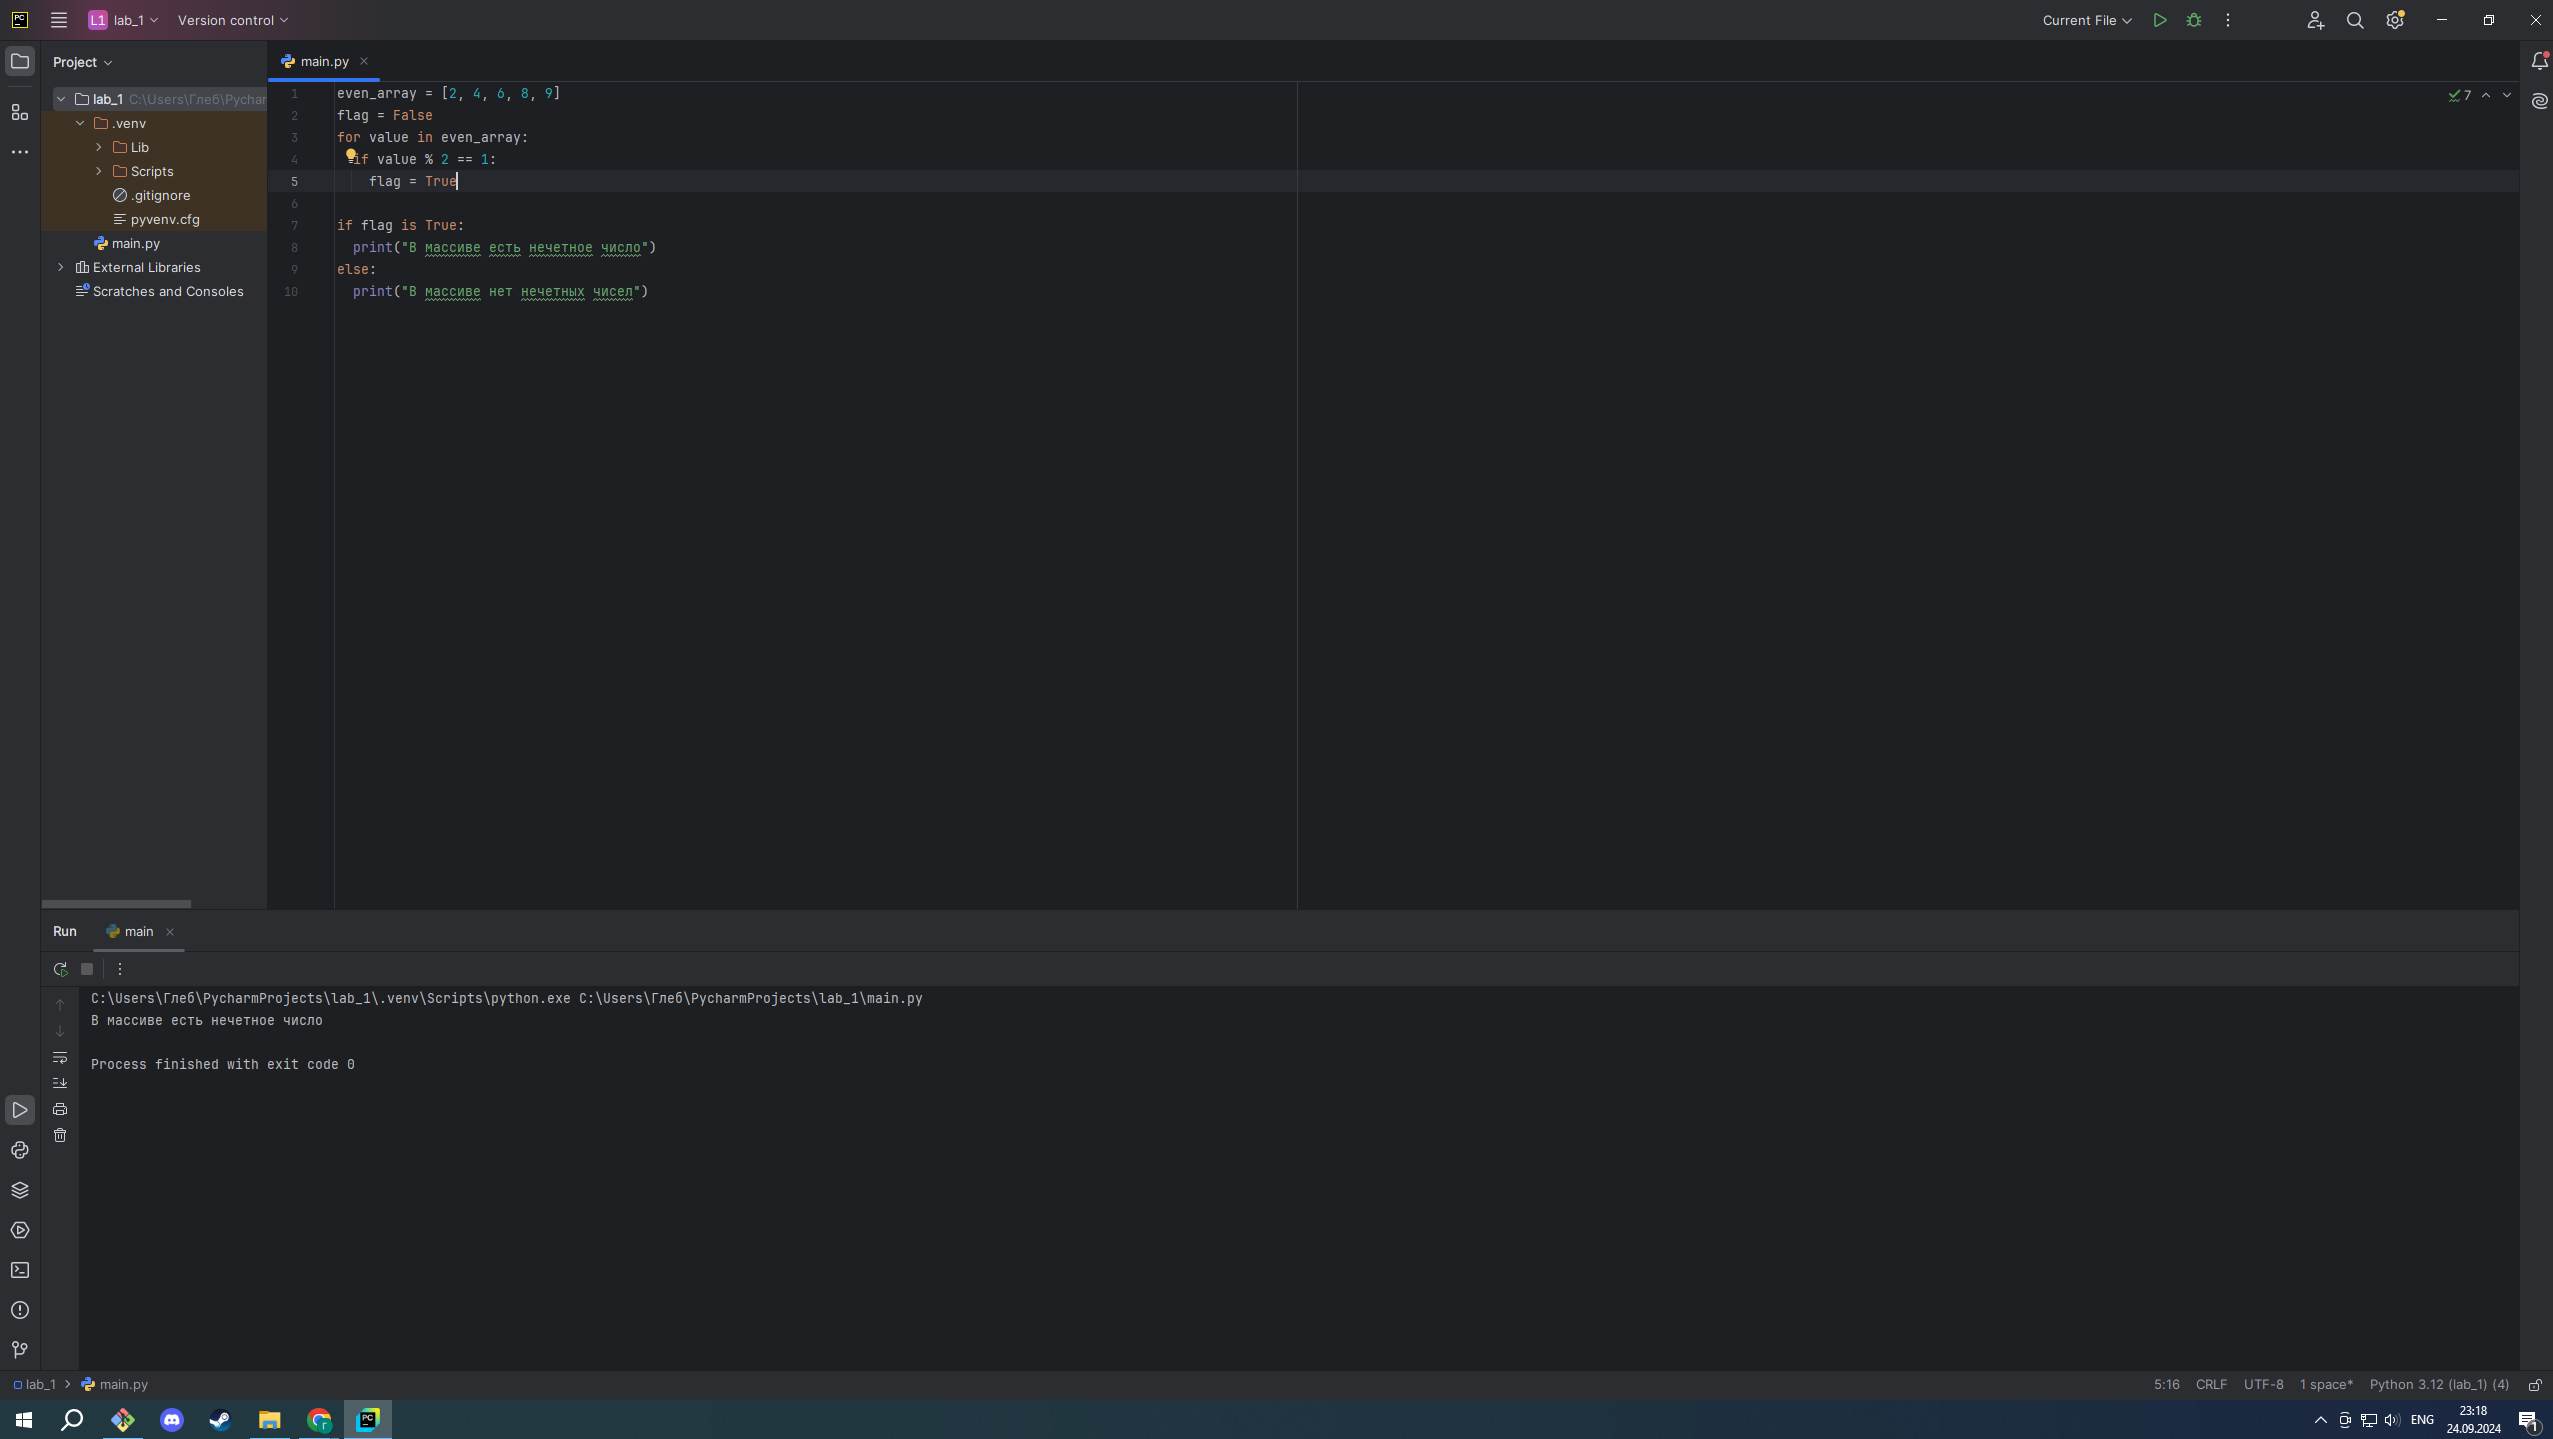 PC L1 lab_1 Version control Current File
Project main.py
1 even_array = [2, 4, 6, 8, 9] 7
2 flag = False
3 for value in even_array:
4 if value % 2 == 1:
5 flag = True
6
7 if flag is True:
8 print("В массиве есть нечетное число")
9 else:
10 print("В массиве нет нечетных чисел")
lab_1 C:\Users\Глеб\Pychar
.venv
Lib
Scripts
.gitignore
pyvenv.cfg
main.py
External Libraries
Scratches and Consoles
Run main
C:\Users\Глеб\PycharmProjects\lab_1\.venv\Scripts\python.exe C:\Users\Глеб\PycharmProjects\lab_1\main.py
В массиве есть нечетное число
Process finished with exit code 0
lab_1 main.py 5:16 CRLF UTF-8 1 space* Python 3.12 (lab_1) (4)
PC ENG 23:18
24.09.2024 1